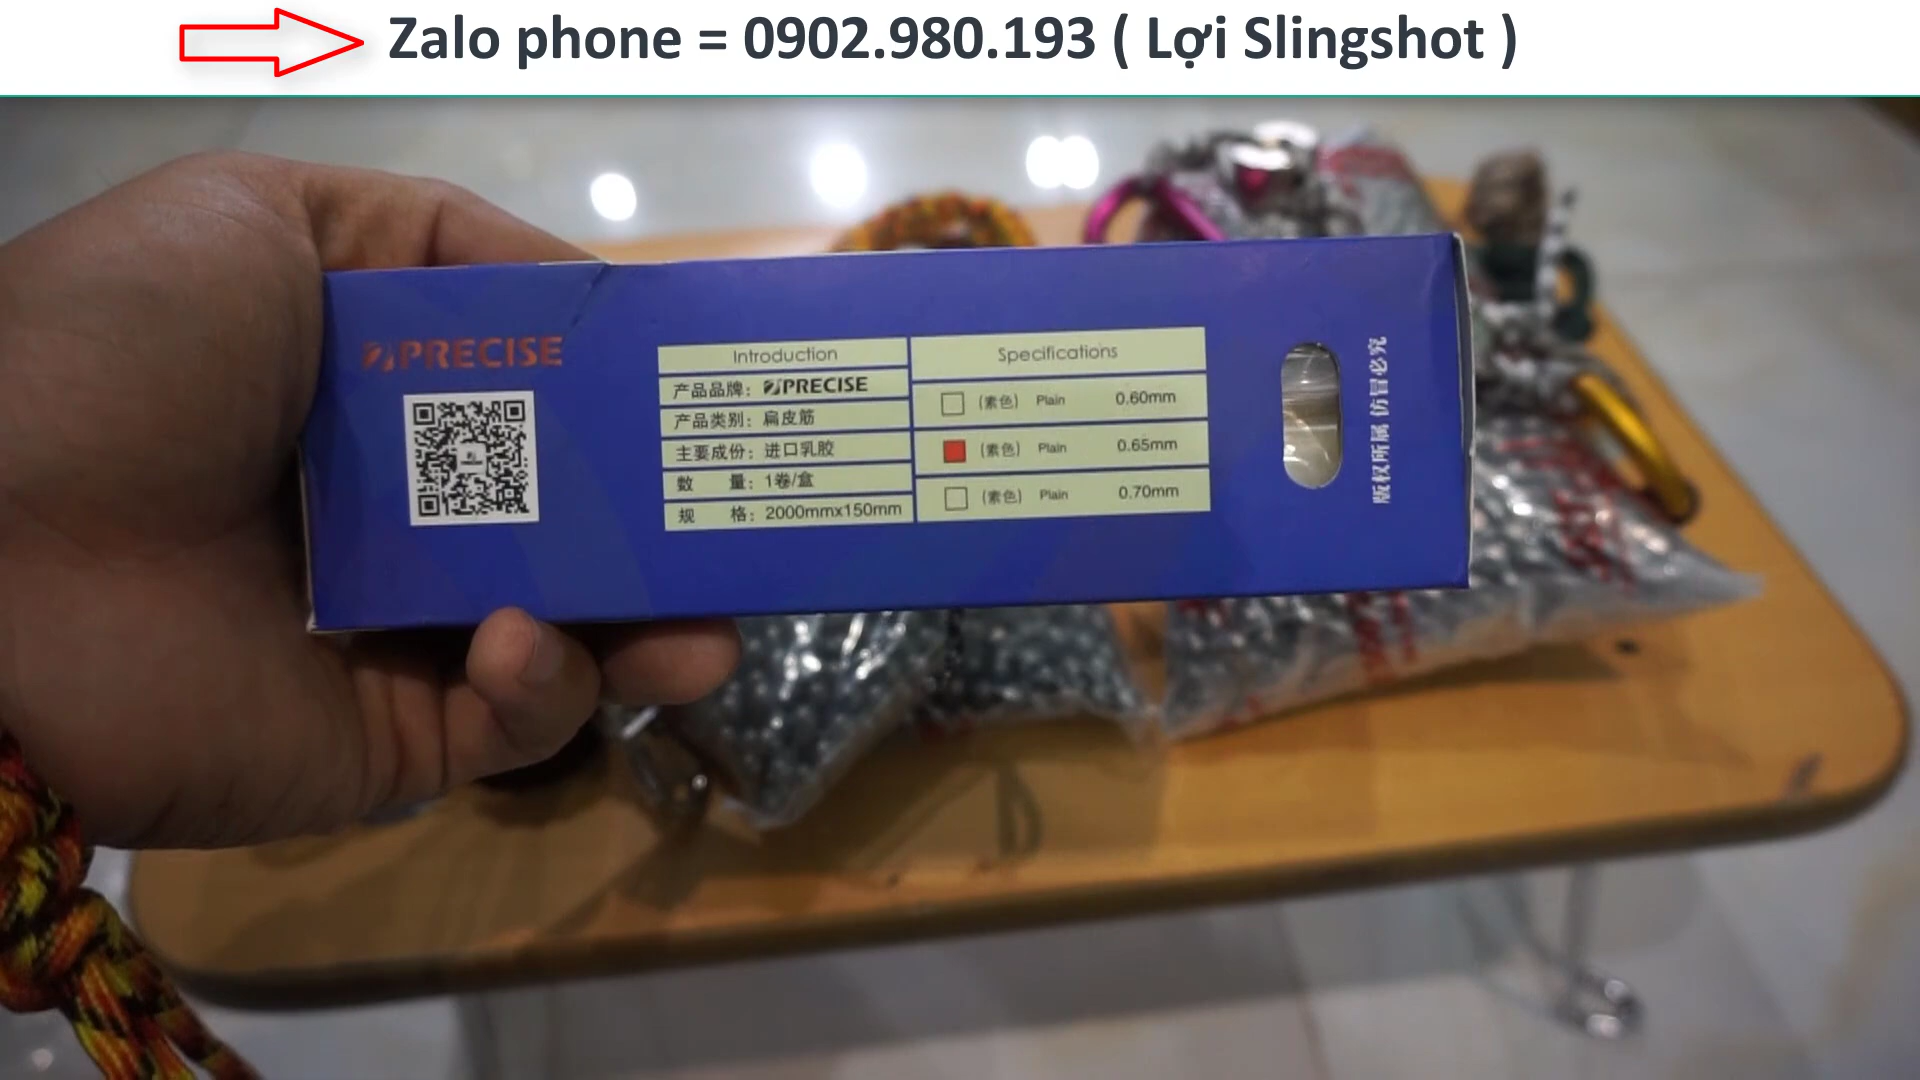 Zalo phone = 0902.980.193 ( Lợi Slingshot )
PRECISE
Introduction
产品品牌: PRECISE
产品类别: 扁皮筋
主要成份: 进口乳胶
数 量: 1卷/盒
规 格: 2000mmx150mm
Specifications
(素色) Plain 0.60mm
(素色) Plain 0.65mm
(素色) Plain 0.70mm
版权所属 仿冒必究